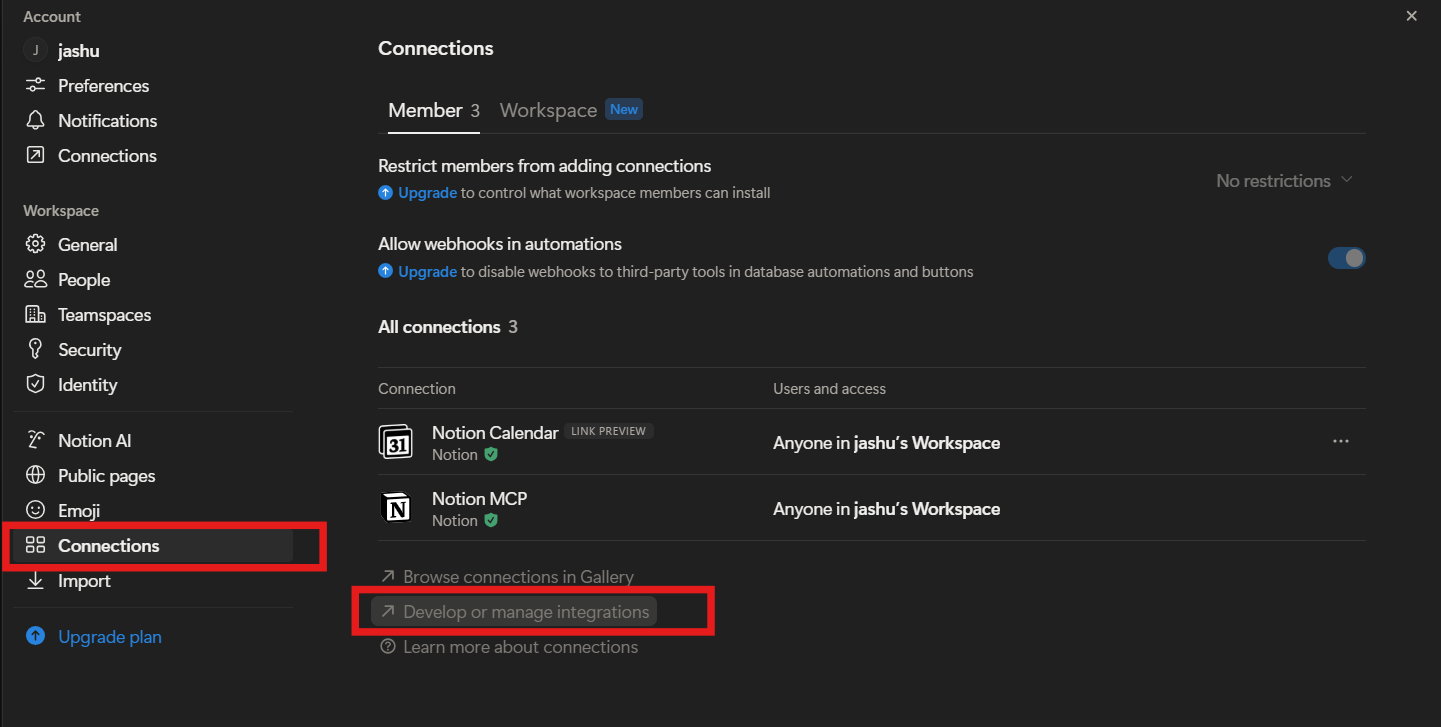 Account
J jashu
Preferences
Notifications
Connections
Workspace
General
People
Teamspaces
Security
Identity
Notion AI
Public pages
Emoji
Connections
Import
Upgrade plan
Connections
Member 3 Workspace New
Restrict members from adding connections
Upgrade to control what workspace members can install
No restrictions
Allow webhooks in automations
Upgrade to disable webhooks to third-party tools in database automations and buttons
All connections 3
Connection Users and access
31 Notion Calendar LINK PREVIEW
Notion
Anyone in jashu's Workspace
N Notion MCP
Notion
Anyone in jashu's Workspace
Browse connections in Gallery
Develop or manage integrations
Learn more about connections